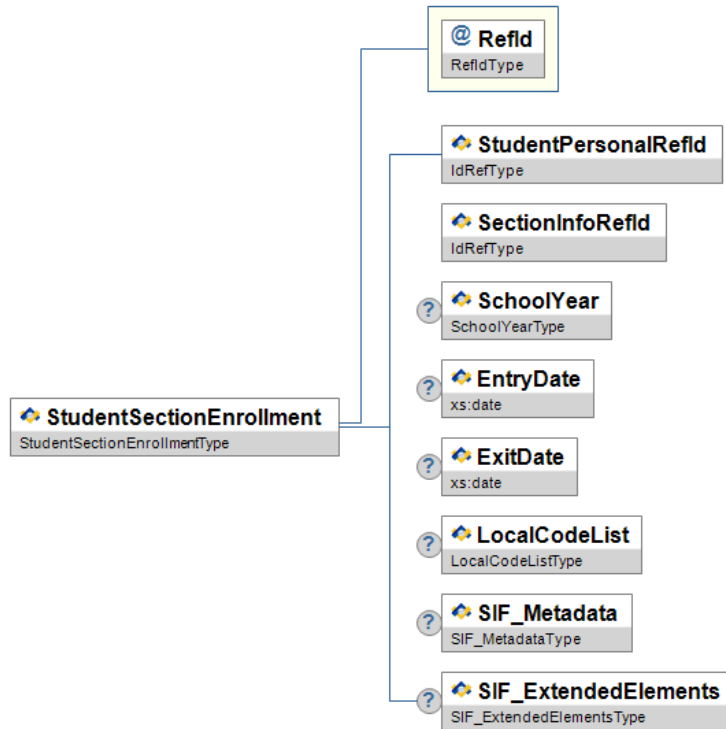 @ RefId
RefIdType
StudentPersonalRefId
IdRefType
SectionInfoRefId
IdRefType
? SchoolYear
SchoolYearType
? EntryDate
xs:date
StudentSectionEnrollment
StudentSectionEnrollmentType
? ExitDate
xs:date
? LocalCodeList
LocalCodeListType
? SIF_Metadata
SIF_MetadataType
? SIF_ExtendedElements
SIF_ExtendedElementsType